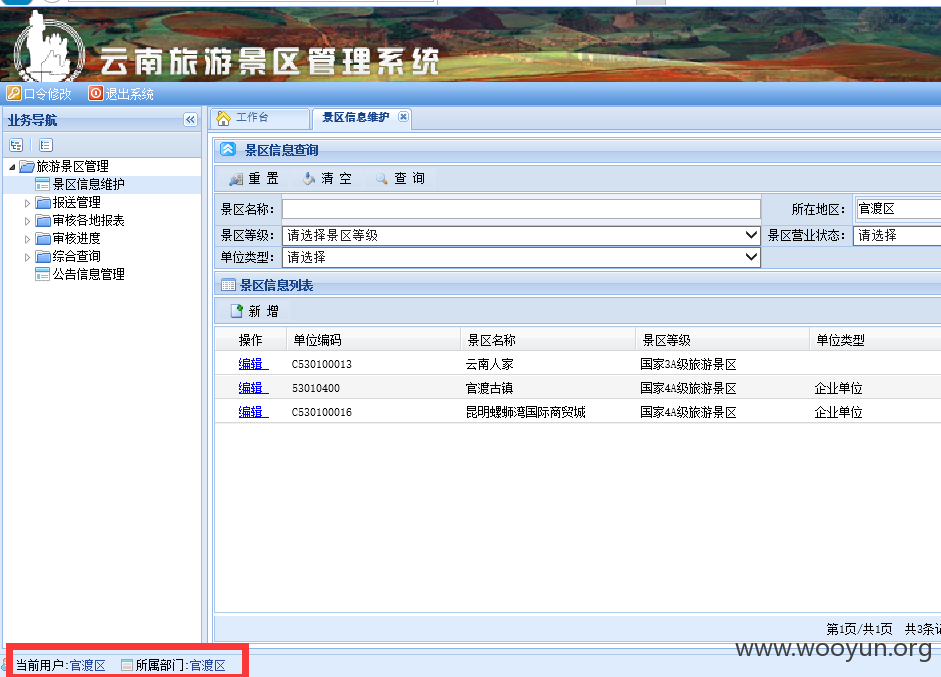 云南旅游景区管理系统
口令修改 退出系统
业务导航
工作台 景区信息维护
旅游景区管理
景区信息维护
报送管理
审核各地报表
审核进度
综合查询
公告信息管理
景区信息查询
重 置 清 空 查 询
景区名称: 所在地区: 官渡区
景区等级: 请选择景区等级 景区营业状态: 请选择
单位类型: 请选择
景区信息列表
新 增
操作 单位编码 景区名称 景区等级 单位类型
编辑 C530100013 云南人家 国家3A级旅游景区
编辑 53010400 官渡古镇 国家4A级旅游景区 企业单位
编辑 C530100016 昆明螺蛳湾国际商贸城 国家4A级旅游景区 企业单位
第1页/共1页 共3条
www.wooyun.org
当前用户:官渡区 所属部门:官渡区